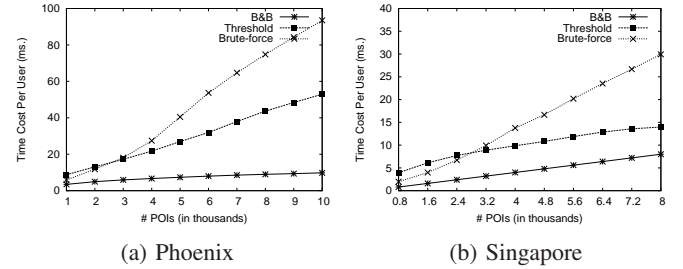 B&B
Threshold
Brute-force
Time Cost Per User (ms.)
100
80
60
40
20
0
1 2 3 4 5 6 7 8 9 10
# POIs (in thousands)
(a) Phoenix
B&B
Threshold
Brute-force
Time Cost Per User (ms.)
40
35
30
25
20
15
10
5
0
0.8 1.6 2.4 3.2 4 4.8 5.6 6.4 7.2 8
# POIs (in thousands)
(b) Singapore